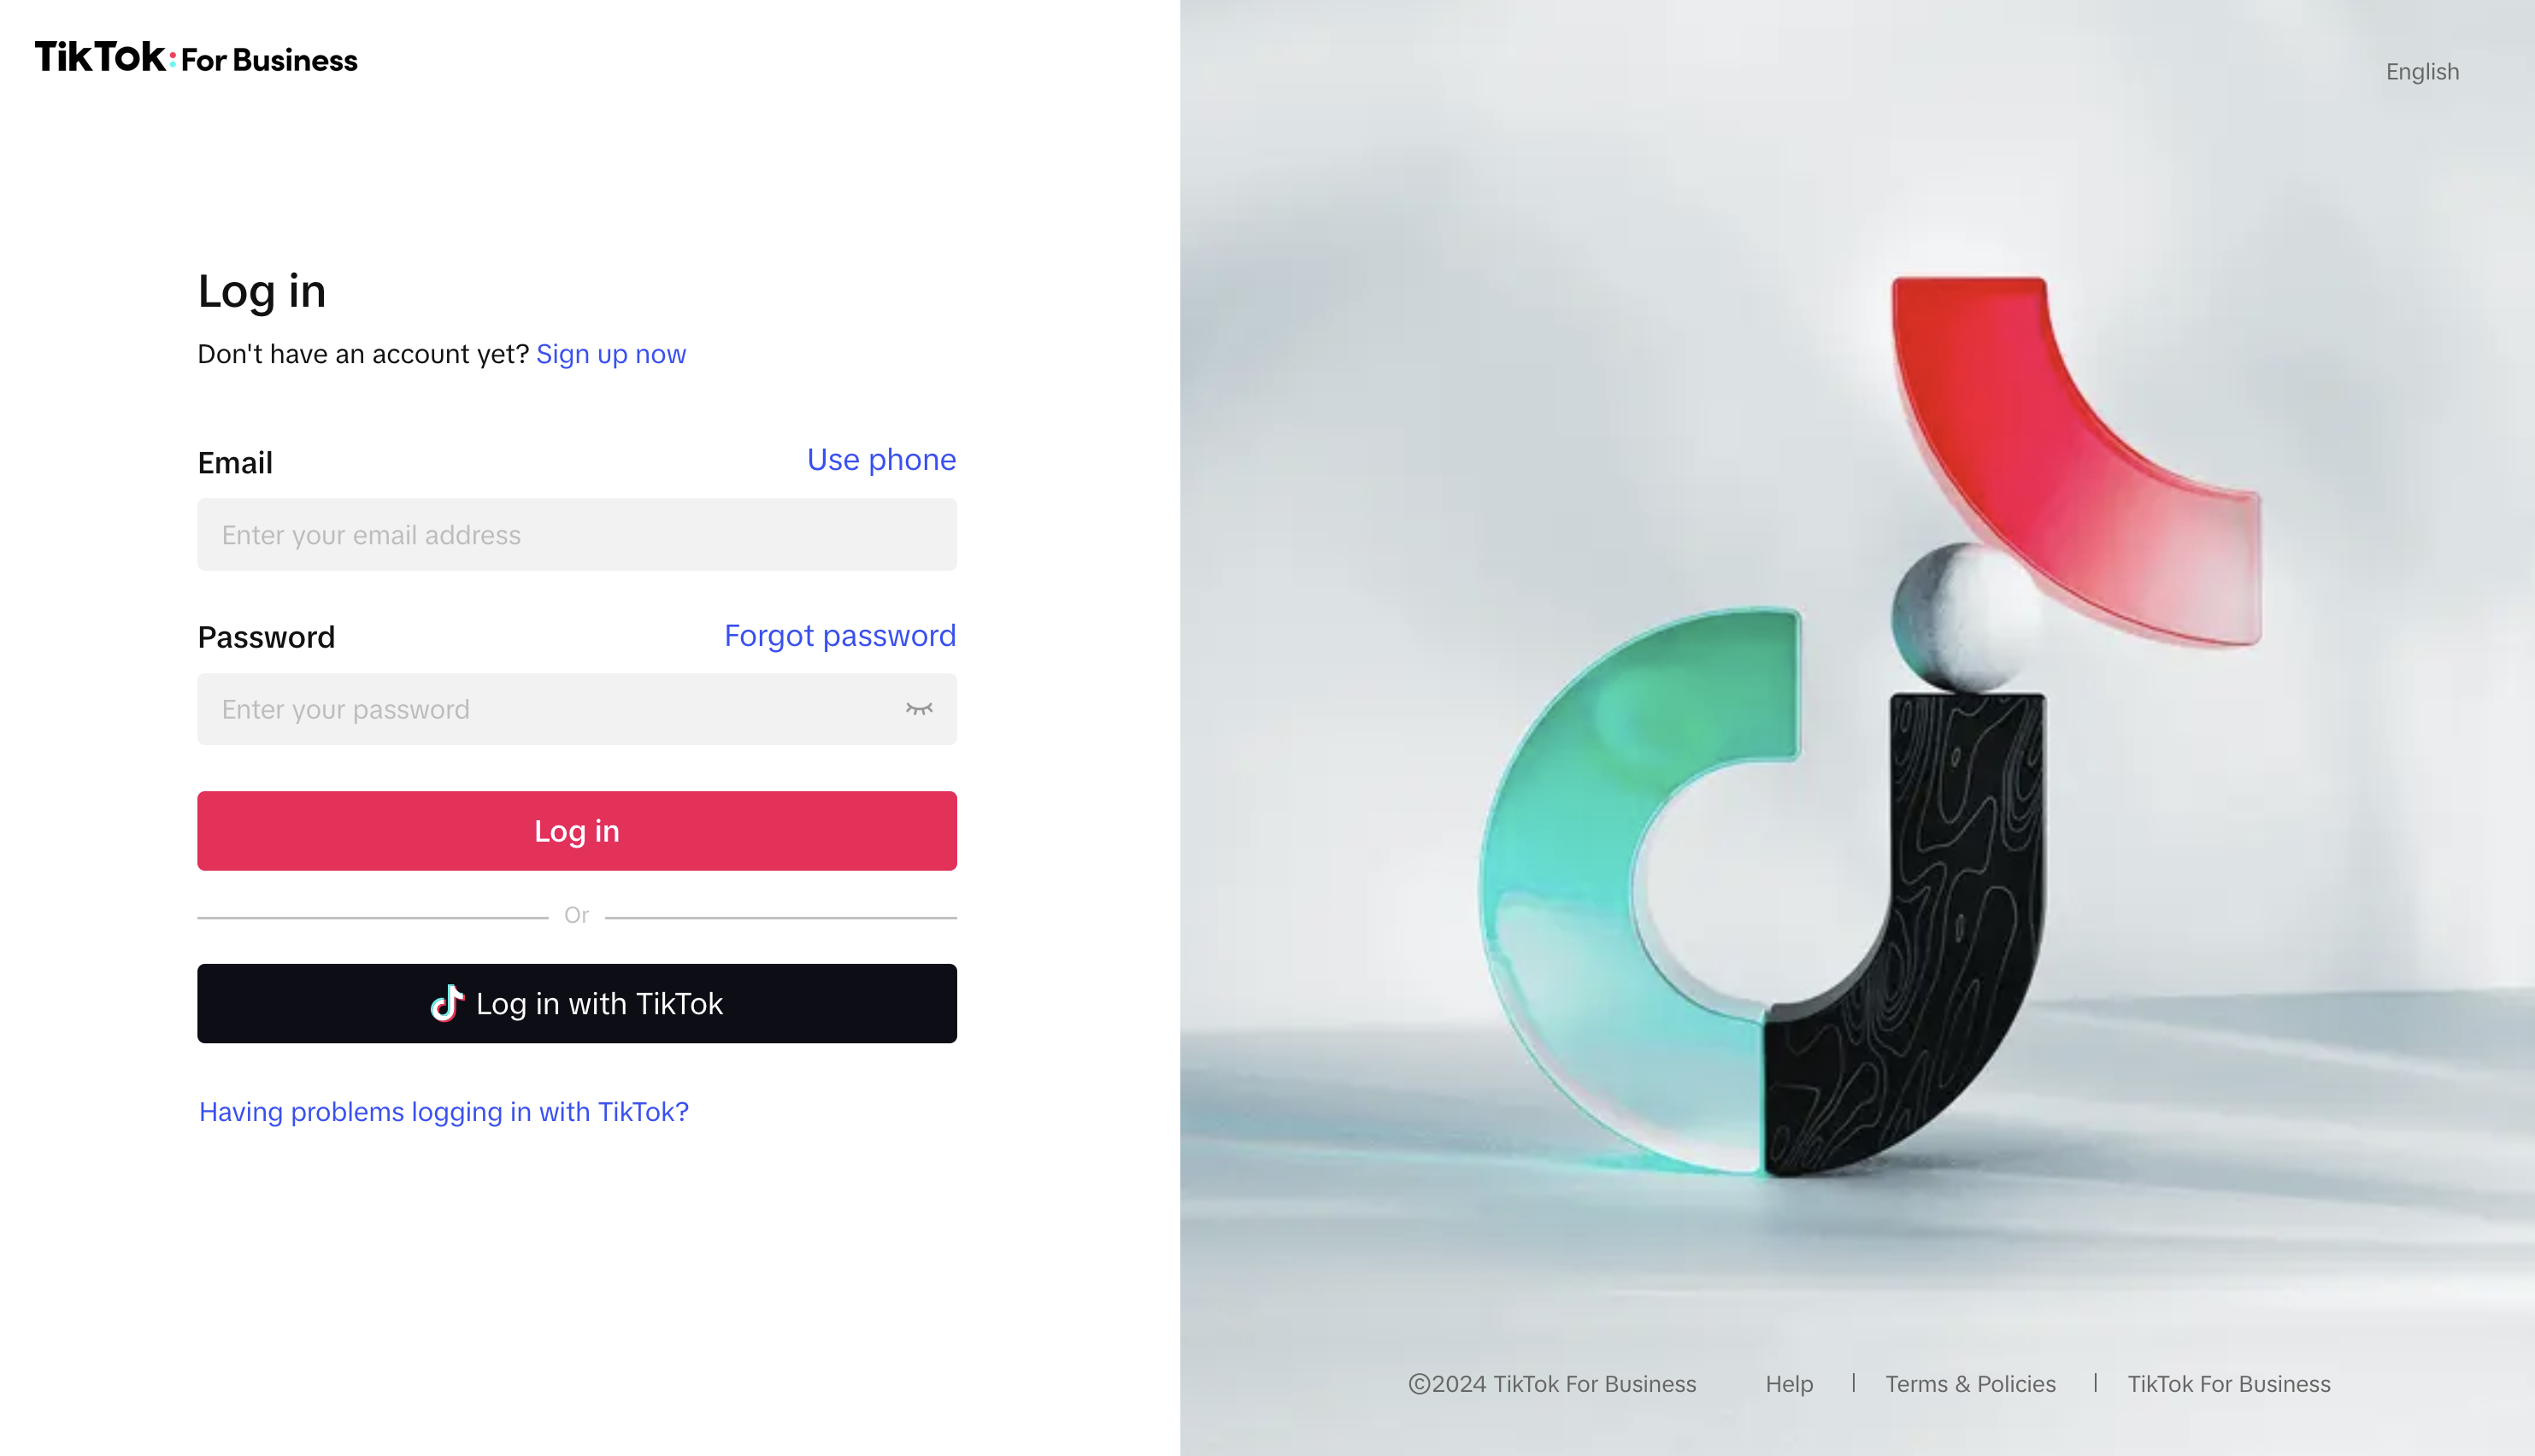 TikTok: For Business
English
Log in
Don't have an account yet? Sign up now
Email
Use phone
Enter your email address
Password
Forgot password
Enter your password
Log in
Or
Log in with TikTok
Having problems logging in with TikTok?
©2024 TikTok For Business
Help | Terms & Policies | TikTok For Business